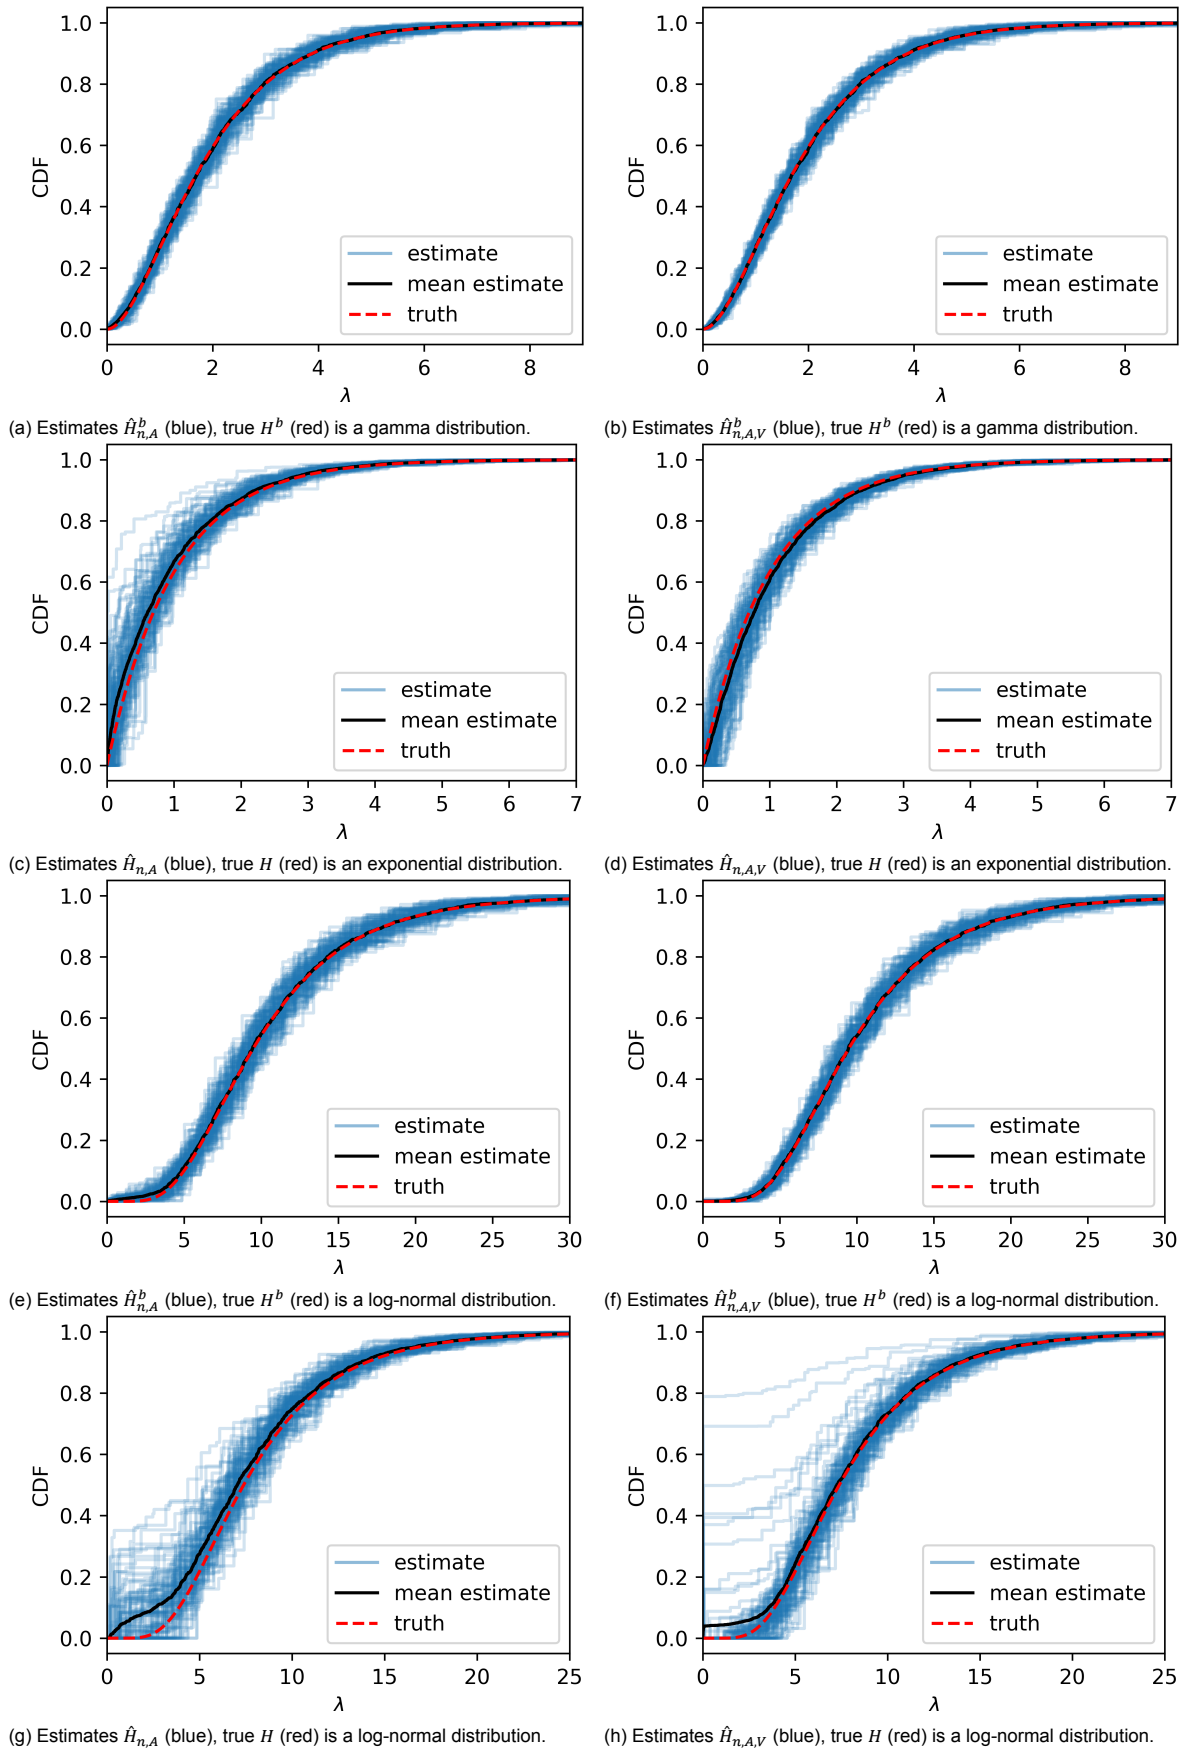 1.0
0.8
0.6
0.4
0.2
0.0
CDF
0 2 4 6 8
λ
estimate
mean estimate
truth
(a) Estimates Ĥᵇₙ,A (blue), true Hᵇ (red) is a gamma distribution.
1.0
0.8
0.6
0.4
0.2
0.0
CDF
0 2 4 6 8
λ
estimate
mean estimate
truth
(b) Estimates Ĥᵇₙ,A,V (blue), true Hᵇ (red) is a gamma distribution.
1.0
0.8
0.6
0.4
0.2
0.0
CDF
0 1 2 3 4 5 6 7
λ
estimate
mean estimate
truth
(c) Estimates Ĥₙ,A (blue), true H (red) is an exponential distribution.
1.0
0.8
0.6
0.4
0.2
0.0
CDF
0 1 2 3 4 5 6 7
λ
estimate
mean estimate
truth
(d) Estimates Ĥₙ,A,V (blue), true H (red) is an exponential distribution.
1.0
0.8
0.6
0.4
0.2
0.0
CDF
0 5 10 15 20 25 30
λ
estimate
mean estimate
truth
(e) Estimates Ĥᵇₙ,A (blue), true Hᵇ (red) is a log-normal distribution.
1.0
0.8
0.6
0.4
0.2
0.0
CDF
0 5 10 15 20 25 30
λ
estimate
mean estimate
truth
(f) Estimates Ĥᵇₙ,A,V (blue), true Hᵇ (red) is a log-normal distribution.
1.0
0.8
0.6
0.4
0.2
0.0
CDF
0 5 10 15 20 25
λ
estimate
mean estimate
truth
(g) Estimates Ĥₙ,A (blue), true H (red) is a log-normal distribution.
1.0
0.8
0.6
0.4
0.2
0.0
CDF
0 5 10 15 20 25
λ
estimate
mean estimate
truth
(h) Estimates Ĥₙ,A,V (blue), true H (red) is a log-normal distribution.